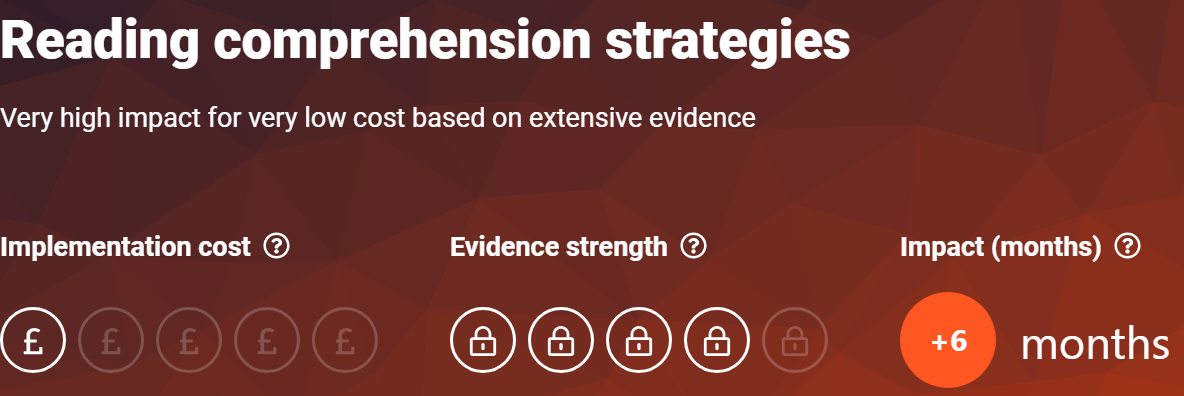 Reading comprehension strategies
Very high impact for very low cost based on extensive evidence
Implementation cost ? Evidence strength ? Impact (months) ?
£ £ £ £ £ +6 months